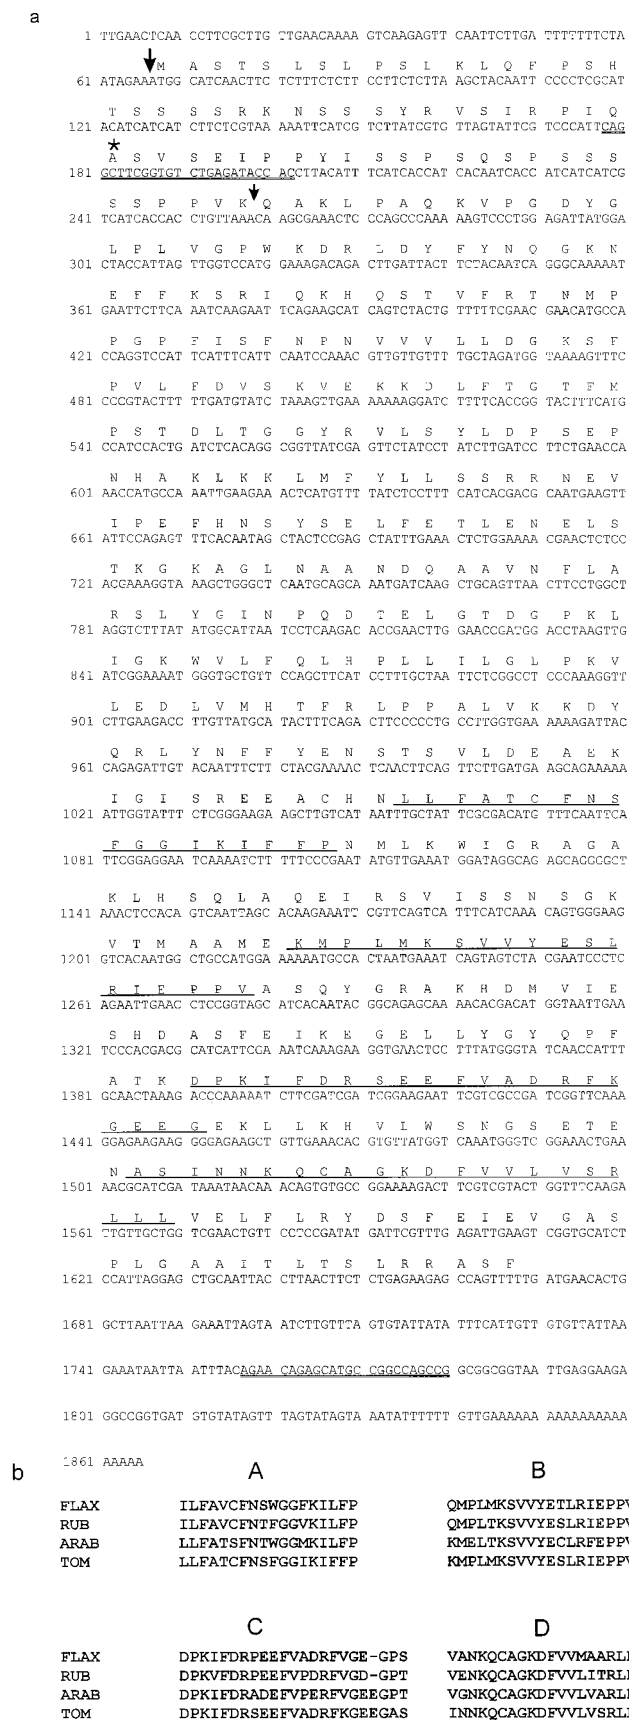 a
1 TTGAACTCAA CCTTCGCTTG TTGAACAAAA GTCAAGAGTT CAATTCTTGA TTTTTTTCTA
M A S T S L S L P S L K L Q F P S H
61 ATAGAAATGG CATCAACTTC TCTTTCTCTT CCTTCTCTTA AGCTACAATT CCCCTCGCAT
T S S S S R K N S S S Y R V S I R P I Q
121 ACATCATCAT CTTCTCGTAA AAATTCATCG TCTTATCGTG TTAGTATTCG TCCCATTCAG
*
A S V S E I P P Y I S S P S Q S P S S S
181 GCTTCGGTGT CTGAGATACC ACCTTACATT TCATCACCAT CACAATCACC ATCATCATCG
S S P P V K Q A K L P A Q K V P G D Y G
241 TCATCACCAC CTGTTAAACA AGCGAAACTC CCAGCCCAAA AAGTCCCTGG AGATTATGGA
L P L V G P W K D R L D Y F Y N Q G K N
301 CTACCATTAG TTGGTCCATG GAAAGACAGA CTTGATTACT TCTACAATCA GGGCAAAAAT
E F F K S R I Q K H Q S T V F R T N M P
361 GAATTCTTCA AATCAAGAAT TCAGAAGCAT CAGTCTACTG TTTTTCGAAC GAACATGCCA
P G P F I S F N P N V V V L L D G K S F
421 CCAGGTCCAT TCATTTCATT CAATCCAAAC GTTGTTGTTT TGCTAGATGG TAAAAGTTTC
P V L F D V S K V E K K D L F T G T F M
481 CCCGTACTTT TTGATGTATC TAAAGTTGAA AAAAAGGATC TTTTCACCGG TACTTTCATG
P S T D L T G G Y R V L S Y L D P S E P
541 CCATCCACTG ATCTCACAGG CGGTTATCGA GTTCTATCCT ATCTTGATCC TTCTGAACCA
N H A K L K K L M F Y L L S S R R N E V
601 AACCATGCCA AATTGAAGAA ACTCATGTTT TATCTCCTTT CATCACGACG CAATGAAGTT
I P E F H N S Y S E L F E T L E N E L S
661 ATTCCAGAGT TTCACAATAG CTACTCCGAG CTATTTGAAA CTCTGGAAAA CGAACTCTCC
T K G K A G L N A A N D Q A A V N F L A
721 ACGAAAGGTA AAGCTGGGCT CAATGCAGCA AATGATCAAG CTGCAGTTAA CTTCCTGGCT
R S L Y G I N P Q D T E L G T D G P K L
781 AGGTCTTTAT ATGGCATTAA TCCTCAAGAC ACCGAACTTG GAACCGATGG ACCTAAGTTG
I G K W V L F Q L H P L L I L G L P K V
841 ATCGGAAAAT GGGTGCTGTT CCAGCTTCAT CCTTTGCTAA TTCTCGGCCT CCCAAAGGTT
L E D L V M H T F R L P P A L V K K D Y
901 CTTGAAGACC TTGTTATGCA TACTTTCAGA CTTCCCCCTG CCTTGGTGAA AAAAGATTAC
Q R L Y N F F Y E N S T S V L D E A E K
961 CAGAGATTGT ACAATTTCTT CTACGAAAAC TCAACTTCAG TTCTTGATGA AGCAGAAAAA
I G I S R E E A C H N L L F A T C F N S
1021 ATTGGTATTT CTCGGGAAGA AGCTTGTCAT AATTTGCTAT TCGCGACATG TTTCAATTCA
F G G I K I F F P N M L K W I G R A G A
1081 TTCGGAGGAA TCAAAATCTT TTTCCCGAAT ATGTTGAAAT GGATAGGCAG AGCAGGGGCT
K L H S Q L A Q E I R S V I S S N S G K
1141 AAACTCCACA GTCAATTAGC ACAAGAAATT CGTTCAGTCA TTTCATCAAA CAGTGGGAAG
V T M A A M E K M P L M K S V V Y E S L
1201 GTCACAATGG CTGCCATGGA AAAAATGCCA CTAATGAAAT CAGTAGTCTA CGAATCCCTC
R I E P P V A S Q Y G R A K H D M V I E
1261 AGAATTGAAC CTCCGGTAGC ATCACAATAC GGCAGAGCAA AACACGACAT GGTAATTGAA
S H D A S F E I K E G E L L Y G Y Q P F
1321 TCCCACGACG CATCATTCGA AATCAAAGAA GGTGAACTCC TTTATGGGTA TCAACCATTT
A T K D P K I F D R S E E F V A D R F K
1381 GCAACTAAAG ACCCAAAAAT CTTCGATCGA TCGGAAGAAT TCGTCGCCGA TCGGTTCAAA
G E E G E K L L K H V L W S N G S E T E
1441 GGAGAAGAAG GGGAGAAGCT GTTGAAACAC GTGTTATGGT CAAATGGGTC GGAAACTGAA
N A S I N N K Q C A G K D F V V L V S R
1501 AACGCATCGA TAAATAACAA ACAGTGTGCC GGAAAAGACT TCGTCGTACT GGTTTCAAGA
L L L V E L F L R Y D S F E I E V G A S
1561 TTGTTGCTGG TCGAACTGTT CCTCCGATAT GATTCGTTTG AGATTGAAGT CGGTGCATCT
P L G A A I T L T S L R R A S F
1621 CCATTAGGAG CTGCAATTAC CTTAACTTCT CTGAGAAGAG CCAGTTTTTG ATGAACACTG
1681 GCTTAATTAA GAAATTAGTA ATCTTGTTTA GTGTATTATA TTTCATTGTT GTGTTATTAA
1741 GAAATAATTAA ATTTACAGAA CAGAGCATGC CGGCCAGCCG GCGGCGGTAA TTGAGGAAGA
1801 GGCCGGTGAT GTGTATAGTT TAGTATAGTA AATATTTTTT GTTGAAAAAA AAAAAAAAAA
1861 AAAAA
b
A B
FLAX ILFAVCFNSWGGFKILFP QMPLMKSVVYETLRIEPPV
RUB ILFAVCFNTFGGVKILFP QMPLTKSVVYESLRIEPPV
ARAB LLFATSFNTWGGMKILFP KMELTKSVVYECLRFEPPV
TOM LLFATCFNSFGGIKIFFP KMPLMKSVVYESLRIEPPV
C D
FLAX DPKIFDRPEEFVADRFVGE-GPS VANKQCAGKDFVVMAARLL
RUB DPKVFDRPEEFVPDRFVGD-GPT VENKQCAGKDFVVLITRLL
ARAB DPKIFDRADEFVPERFVGEEGPT VGNKQCAGKDFVVLVARLL
TOM DPKIFDRSEEFVADRFKGEEGAS INNKQCAGKDFVVLVSRLL